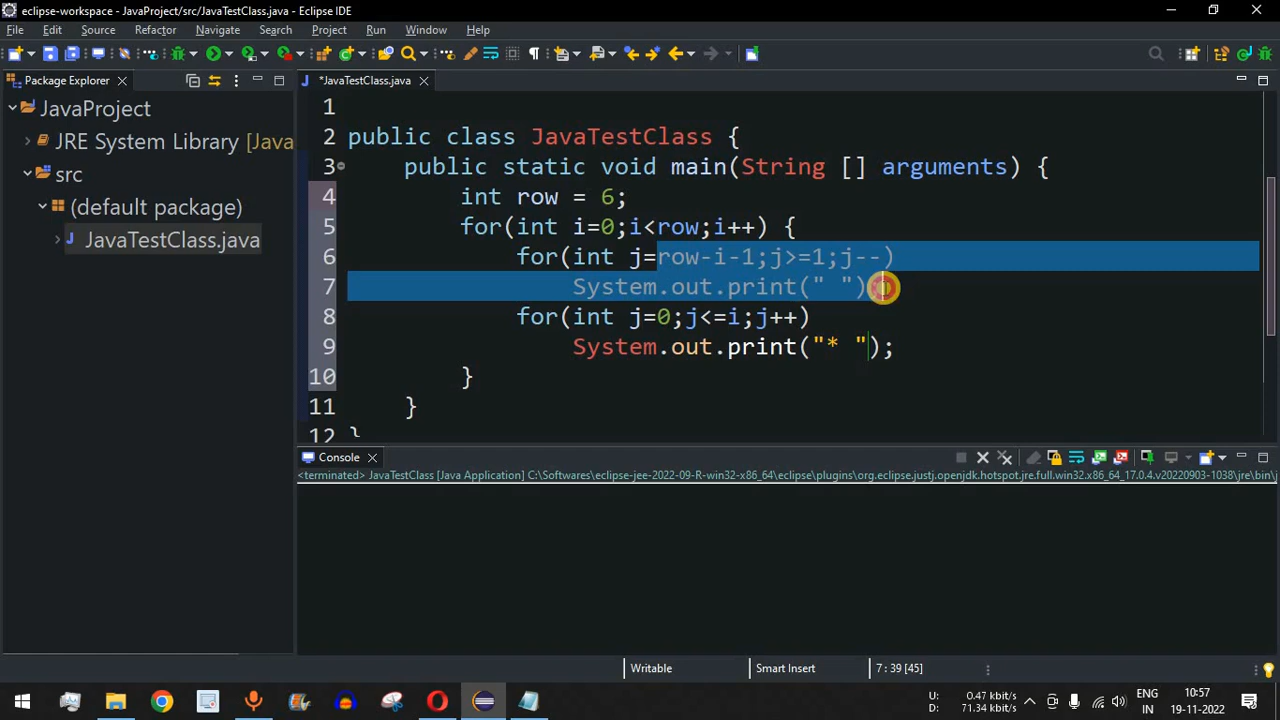 eclipse-workspace - JavaProject/src/JavaTestClass.java - Eclipse IDE
File Edit Source Refactor Navigate Search Project Run Window Help
Package Explorer
*JavaTestClass.java
JavaProject
JRE System Library [Java
src
(default package)
JavaTestClass.java
1
2 public class JavaTestClass {
3 public static void main(String [] arguments) {
4 int row = 6;
5 for(int i=0;i<row;i++) {
6 for(int j=row-i-1;j>=1;j--)
7 System.out.print(" ");
8 for(int j=0;j<=i;j++)
9 System.out.print("* ");
10 }
11 }
12 }
Console
<terminated> JavaTestClass [Java Application] C:\Softwares\eclipse-jee-2022-09-R-win32-x86_64\eclipse\plugins\org.eclipse.justj.openjdk.hotspot.jre.full.win32.x86_64_17.0.4.v20220903-1038\jre\bin\j
Writable Smart Insert 7 : 39 [45]
U: 0.47 kbit/s
D: 71.34 kbit/s
ENG
IN
10:57
19-11-2022